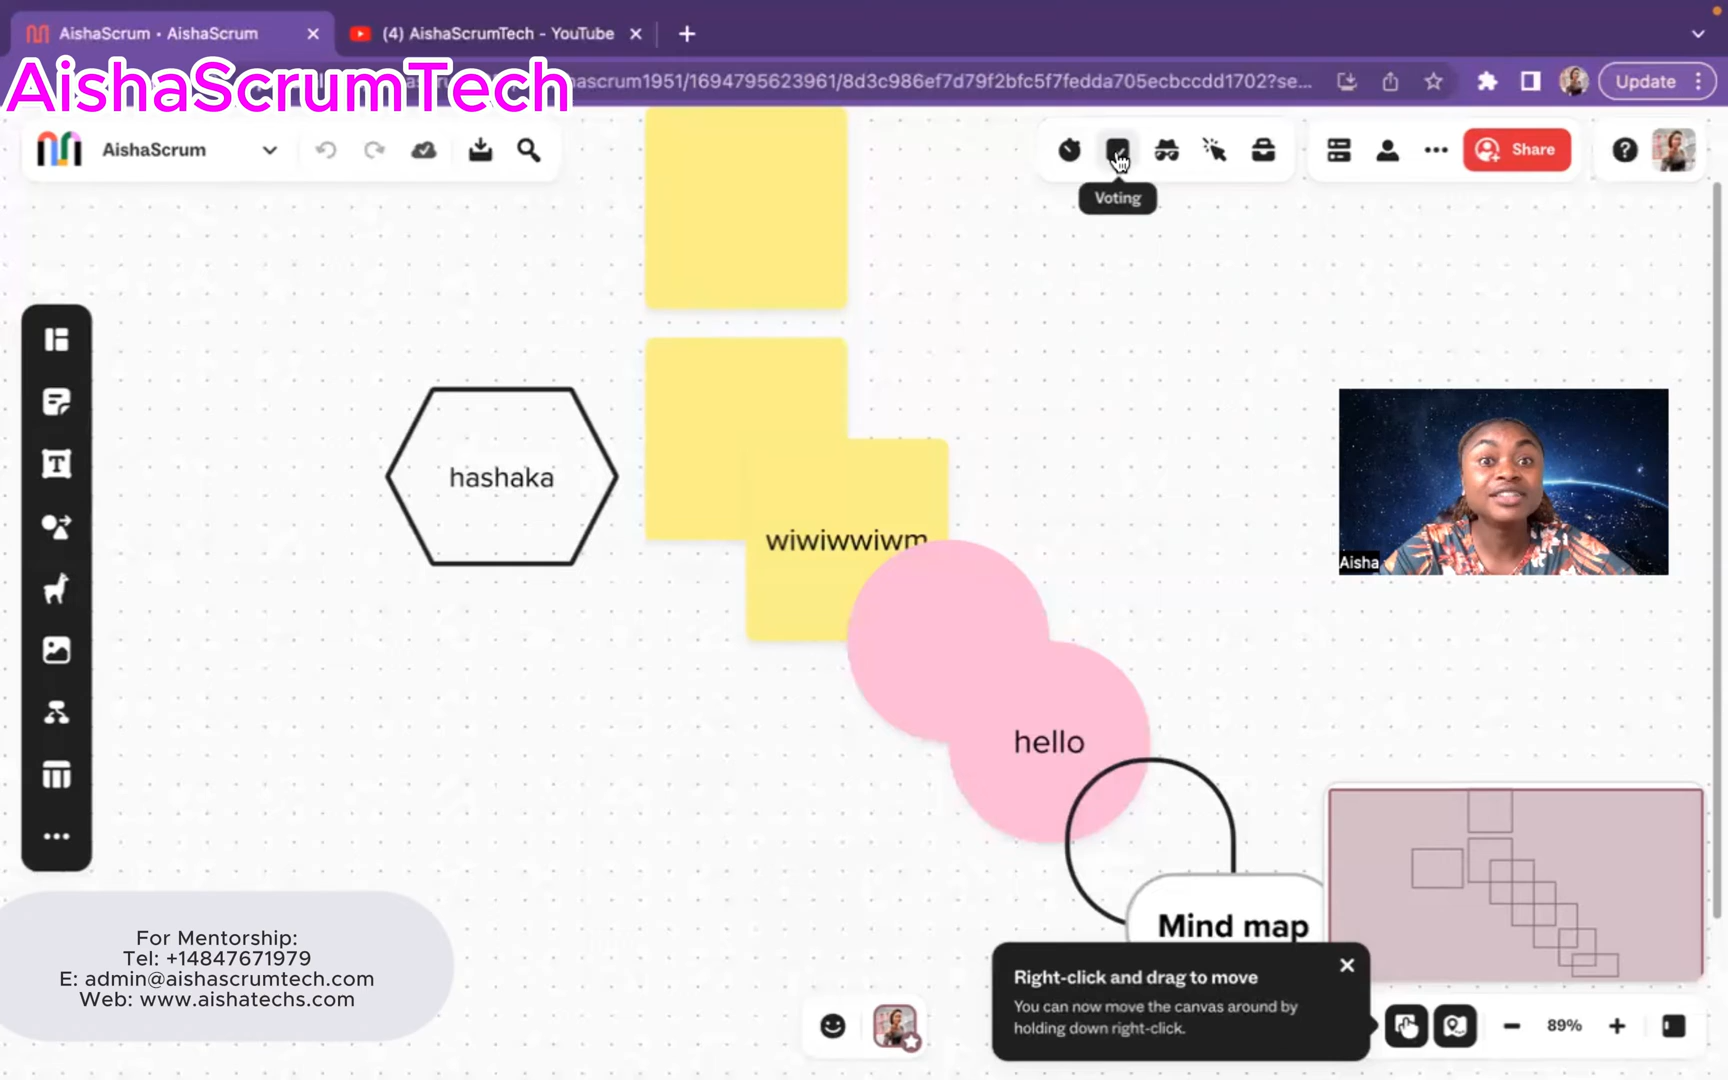 AishaScrum • AishaScrum
(4) AishaScrumTech - YouTube
AishaScrumTech
ascrum1951/1694795623961/8d3c986ef7d79f2bfc5f7fedda705ecbccdd1702?se...
Update
AishaScrum
Share
Voting
hashaka
wiwiwwiwm
Aisha
hello
Mind map
For Mentorship:
Tel: +14847671979
E: admin@aishascrumtech.com
Web: www.aishatechs.com
Right-click and drag to move
You can now move the canvas around by
holding down right-click.
89%